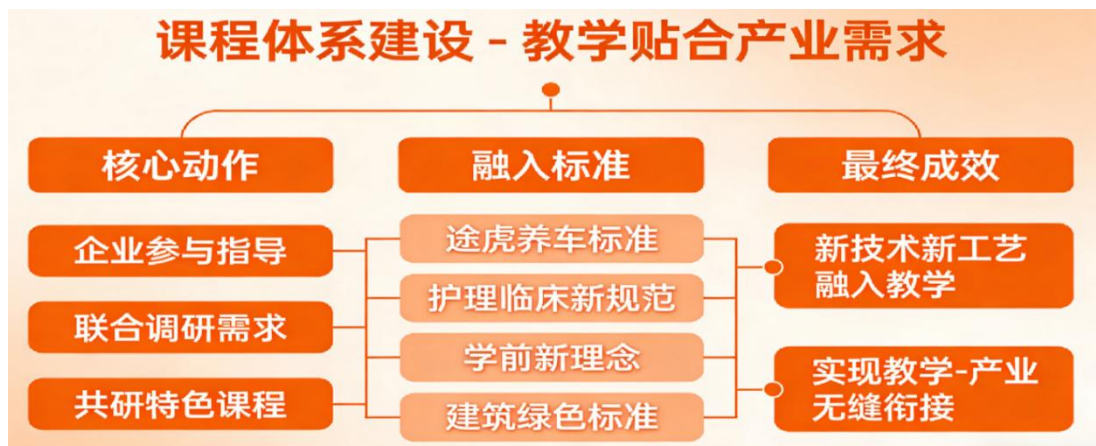 课程体系建设 - 教学贴合产业需求
核心动作
融入标准
最终成效
企业参与指导
联合调研需求
共研特色课程
途虎养车标准
护理临床新规范
学前新理念
建筑绿色标准
新技术新工艺
融入教学
实现教学-产业
无缝衔接